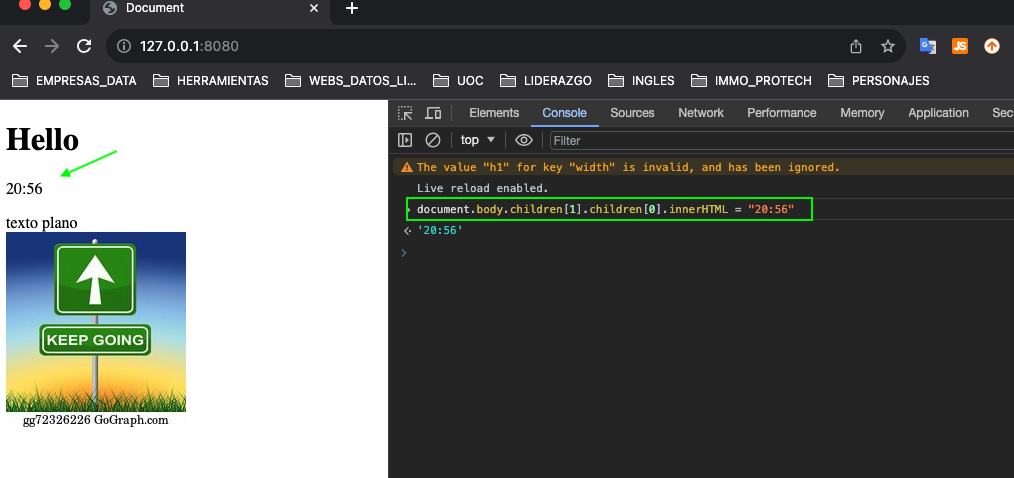 Document
127.0.0.1:8080
EMPRESAS_DATA HERRAMIENTAS WEBS_DATOS_LI... UOC LIDERAZGO INGLES IMMO_PROTECH PERSONAJES
Hello
20:56
texto plano
KEEP GOING
gg72326226 GoGraph.com
Elements Console Sources Network Performance Memory Application Sec
top Filter
The value "h1" for key "width" is invalid, and has been ignored.
Live reload enabled.
document.body.children[1].children[0].innerHTML = "20:56"
'20:56'